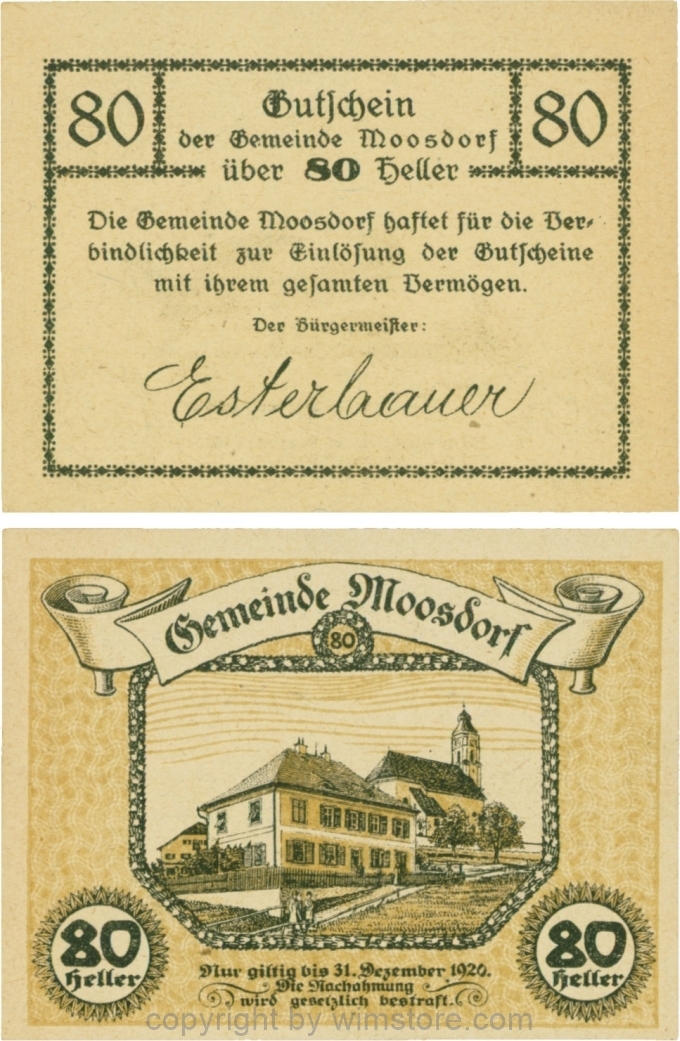 80
Gutschein
80
der Gemeinde Moosdorf
über 80 Heller
Die Gemeinde Moosdorf haftet für die Ver-
bindlichkeit zur Einlösung der Gutscheine
mit ihrem gesamten Vermögen.
Der Bürgermeister:
Esterbauer
Gemeinde Moosdorf
80
80
Heller
80
Heller
Nur giltig bis 31. Dezember 1920.
Die Nachahmung
wird gesetzlich bestraft.
copyright by wimstore.com